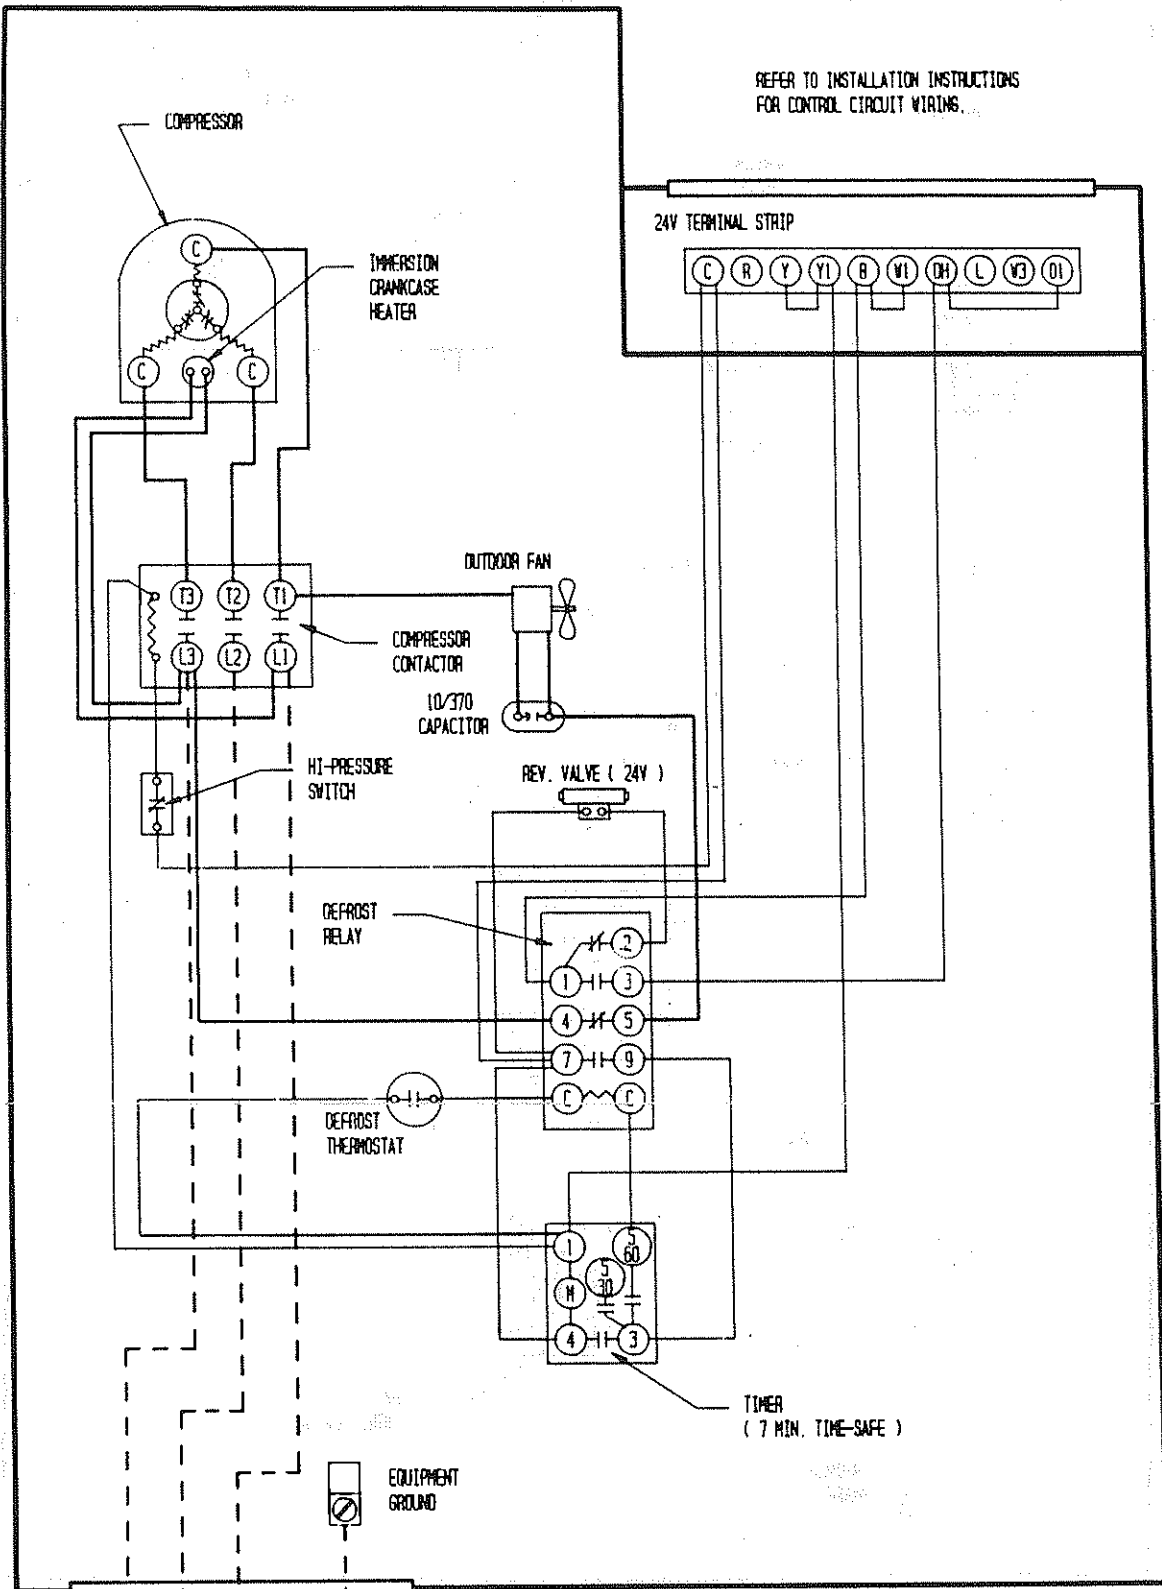 REFER TO INSTALLATION INSTRUCTIONS
FOR CONTROL CIRCUIT WIRING.
COMPRESSOR
24V TERMINAL STRIP
C R Y Y1 B W1 DH L W3 O1
C
IMMERSION
CRANKCASE
HEATER
C C
OUTDOOR FAN
T3 T2 T1
COMPRESSOR
CONTACTOR
L3 L2 L1
10/370
CAPACITOR
HI-PRESSURE
SWITCH
REV. VALVE ( 24V )
DEFROST
RELAY
2
1 3
4 5
7 9
C C
DEFROST
THERMOSTAT
1 5
60
5
30
M
4 3
TIMER
( 7 MIN. TIME-SAFE )
EQUIPMENT
GROUND